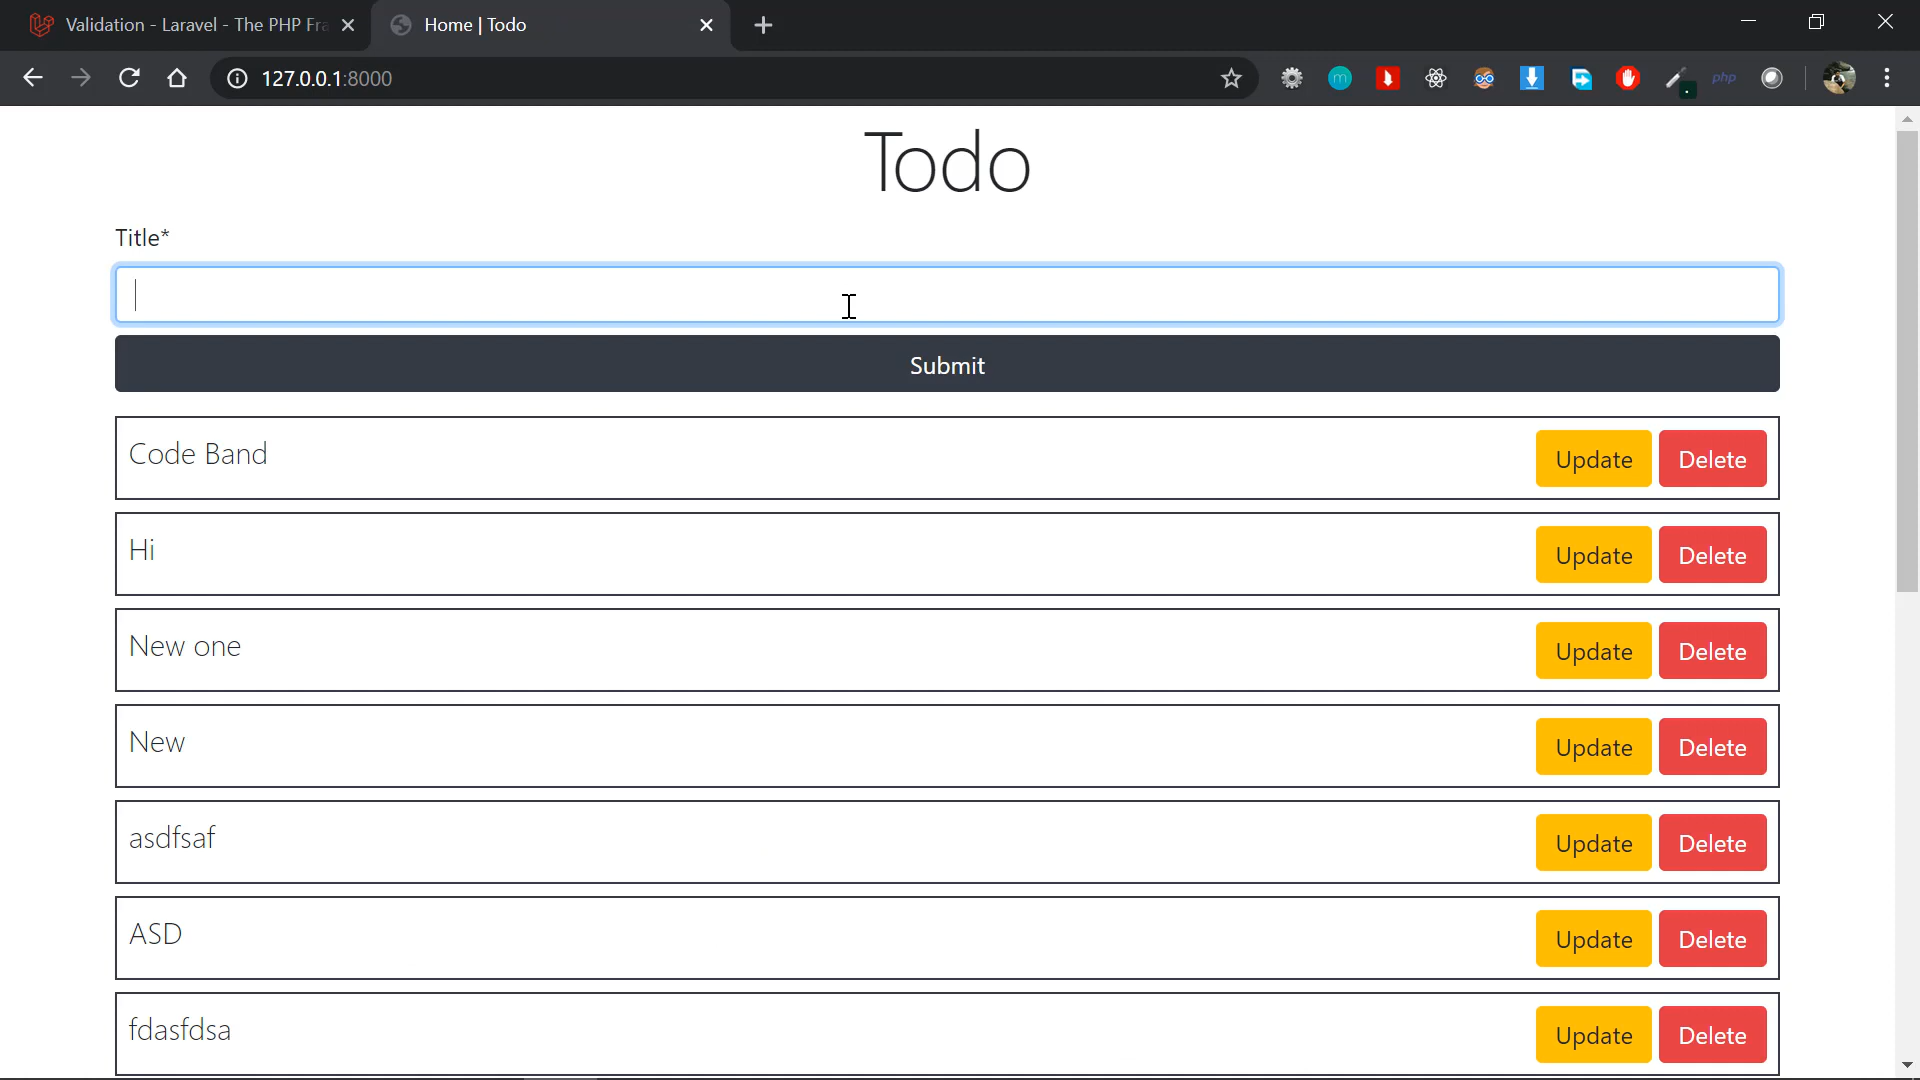 Validation - Laravel - The PHP Fra
Home | Todo
127.0.0.1:8000
php
Todo
Title*
Submit
Code Band Update Delete
Hi Update Delete
New one Update Delete
New Update Delete
asdfsaf Update Delete
ASD Update Delete
fdasfdsa Update Delete